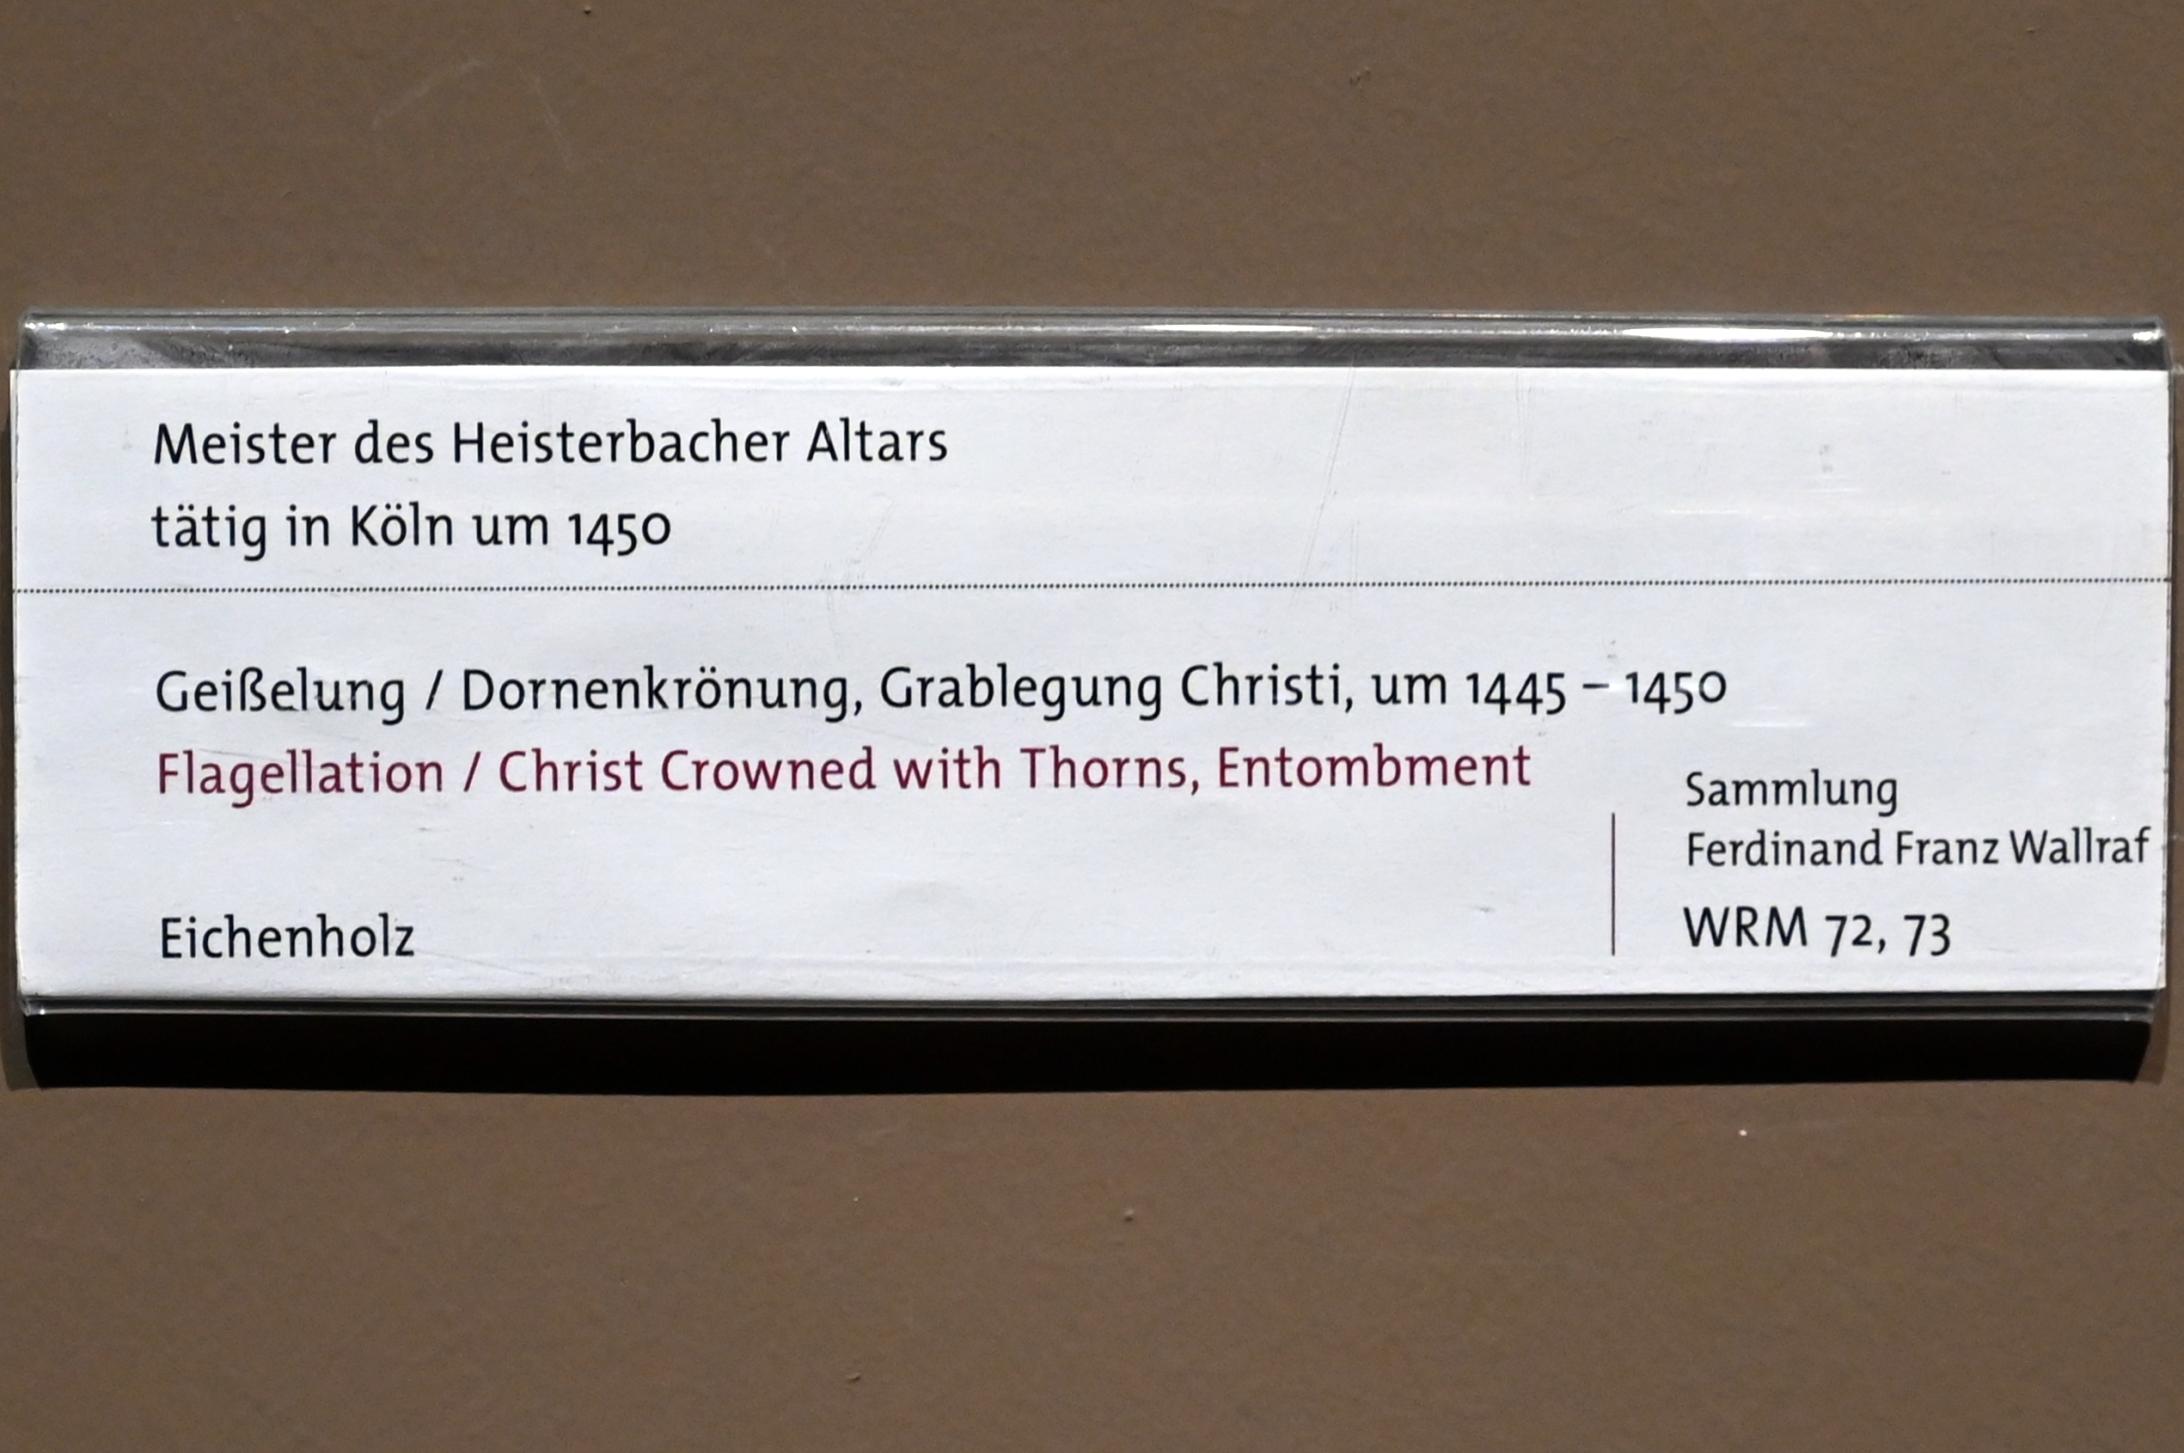 Meister des Heisterbacher Altars
tätig in Köln um 1450
Geißelung / Dornenkrönung, Grablegung Christi, um 1445 – 1450
Flagellation / Christ Crowned with Thorns, Entombment
Eichenholz
Sammlung
Ferdinand Franz Wallraf
WRM 72, 73